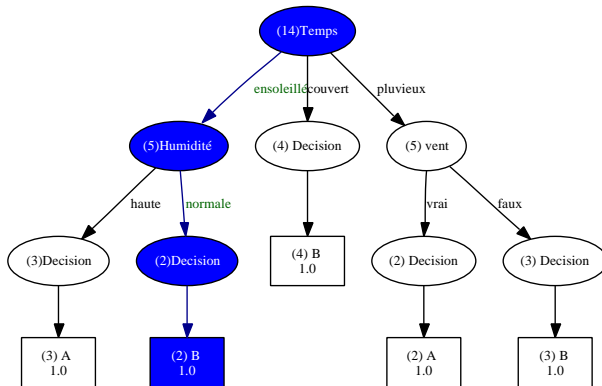 (14)Temps
ensoleillé
couvert
pluvieux
(5)Humidité
(4) Decision
(5) vent
haute
normale
vrai
faux
(3)Decision
(2)Decision
(4) B
1.0
(2) Decision
(3) Decision
(3) A
1.0
(2) B
1.0
(2) A
1.0
(3) B
1.0